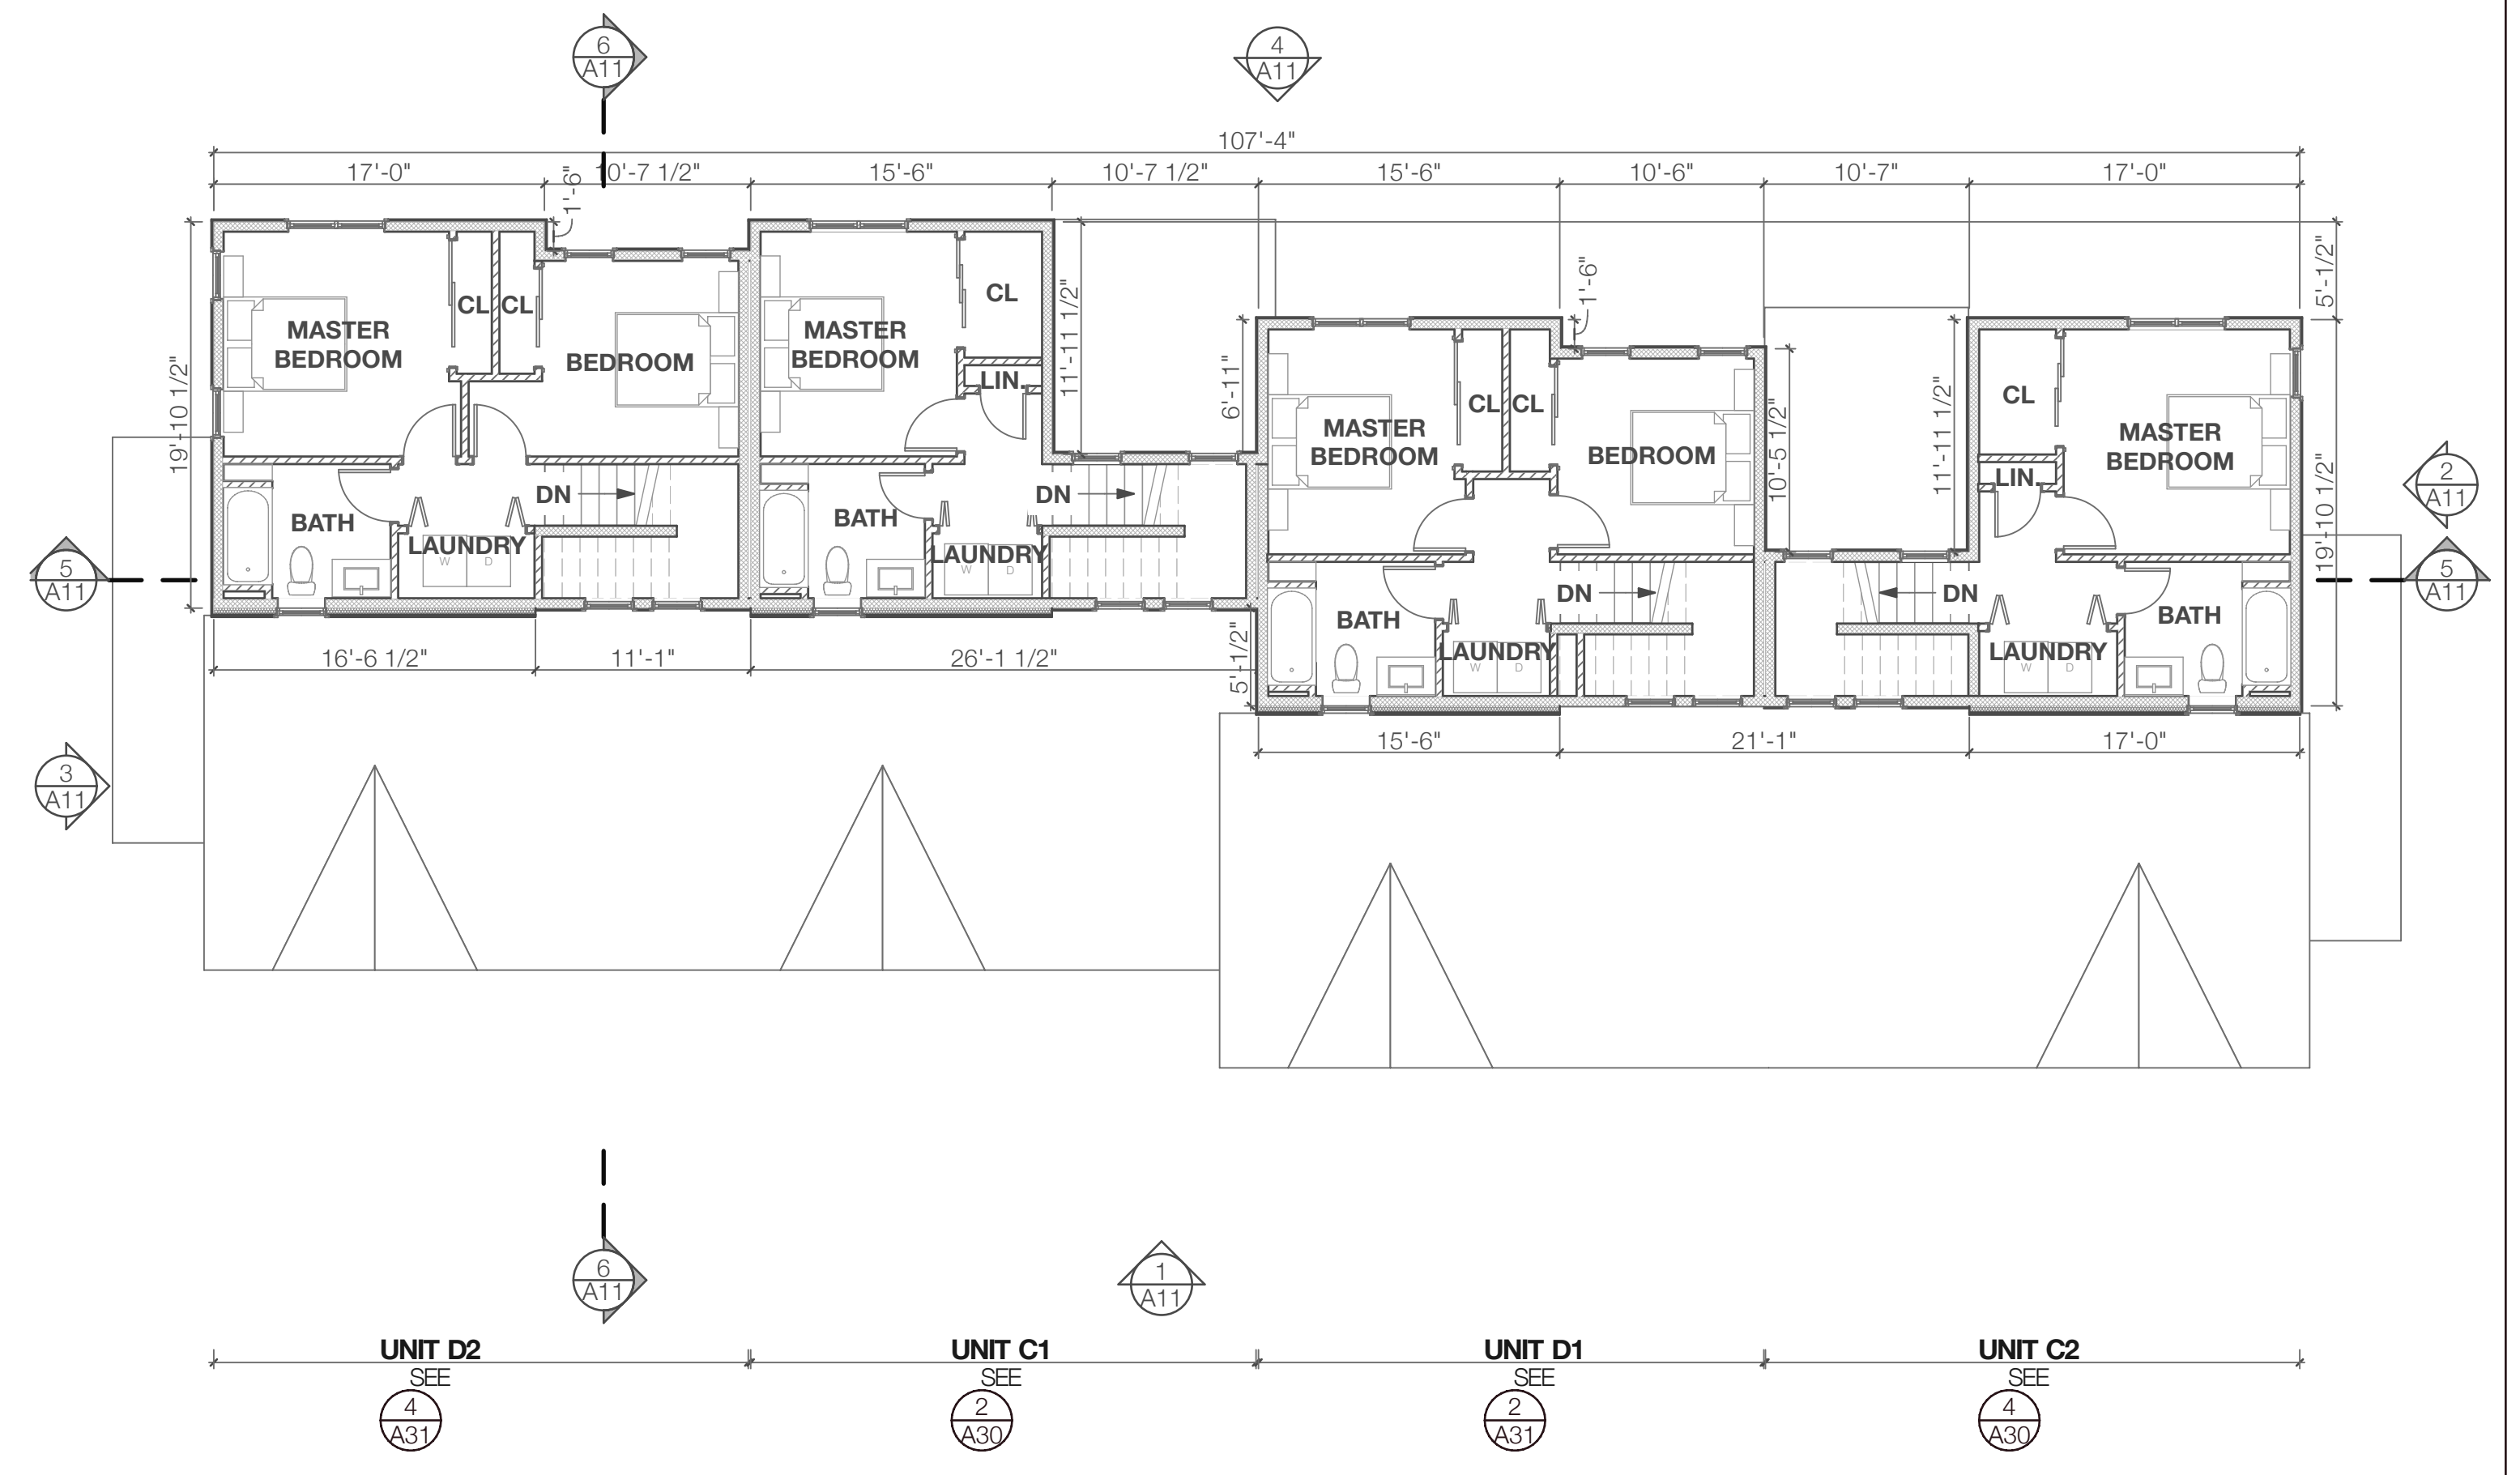 6
A11
4
A11
107'-4"
17'-0"
10'-7 1/2"
15'-6"
10'-7 1/2"
15'-6"
10'-6"
10'-7"
17'-0"
1'-6"
1'-6"
5'-1/2"
19'-10 1/2"
11'-11 1/2"
6'-11"
10'-5 1/2"
11'-11 1/2"
19'-10 1/2"
MASTER
BEDROOM
CL
CL
BEDROOM
MASTER
BEDROOM
CL
LIN.
MASTER
BEDROOM
CL
CL
BEDROOM
CL
LIN.
MASTER
BEDROOM
2
A11
BATH
LAUNDRY
W
D
DN
BATH
LAUNDRY
W
D
DN
5
A11
5
A11
BATH
LAUNDRY
W
D
DN
DN
LAUNDRY
W
D
BATH
16'-6 1/2"
11'-1"
26'-1 1/2"
5'-1/2"
15'-6"
21'-1"
17'-0"
3
A11
6
A11
1
A11
UNIT D2
SEE
4
A31
UNIT C1
SEE
2
A30
UNIT D1
SEE
2
A31
UNIT C2
SEE
4
A30